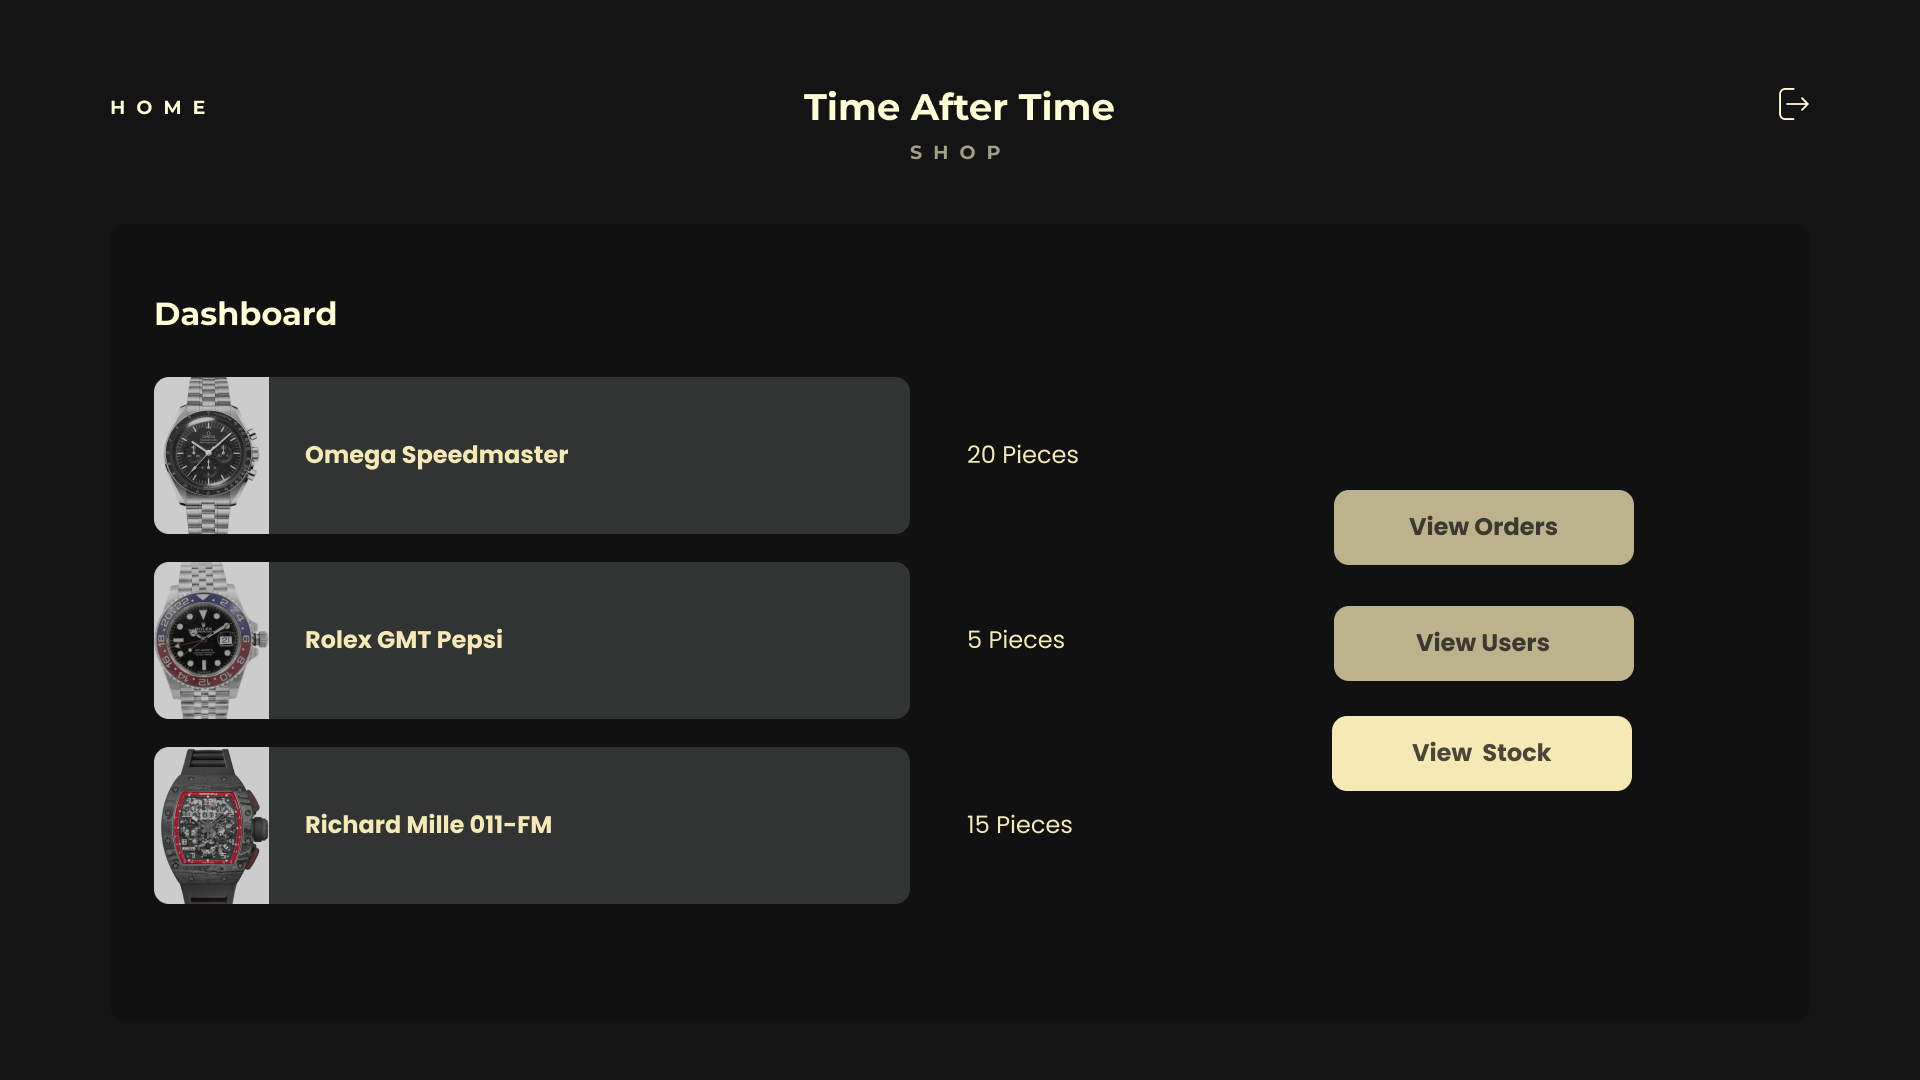 HOME
Time After Time
SHOP
Dashboard
Omega Speedmaster
20 Pieces
Rolex GMT Pepsi
5 Pieces
Richard Mille 011-FM
15 Pieces
View Orders
View Users
View Stock